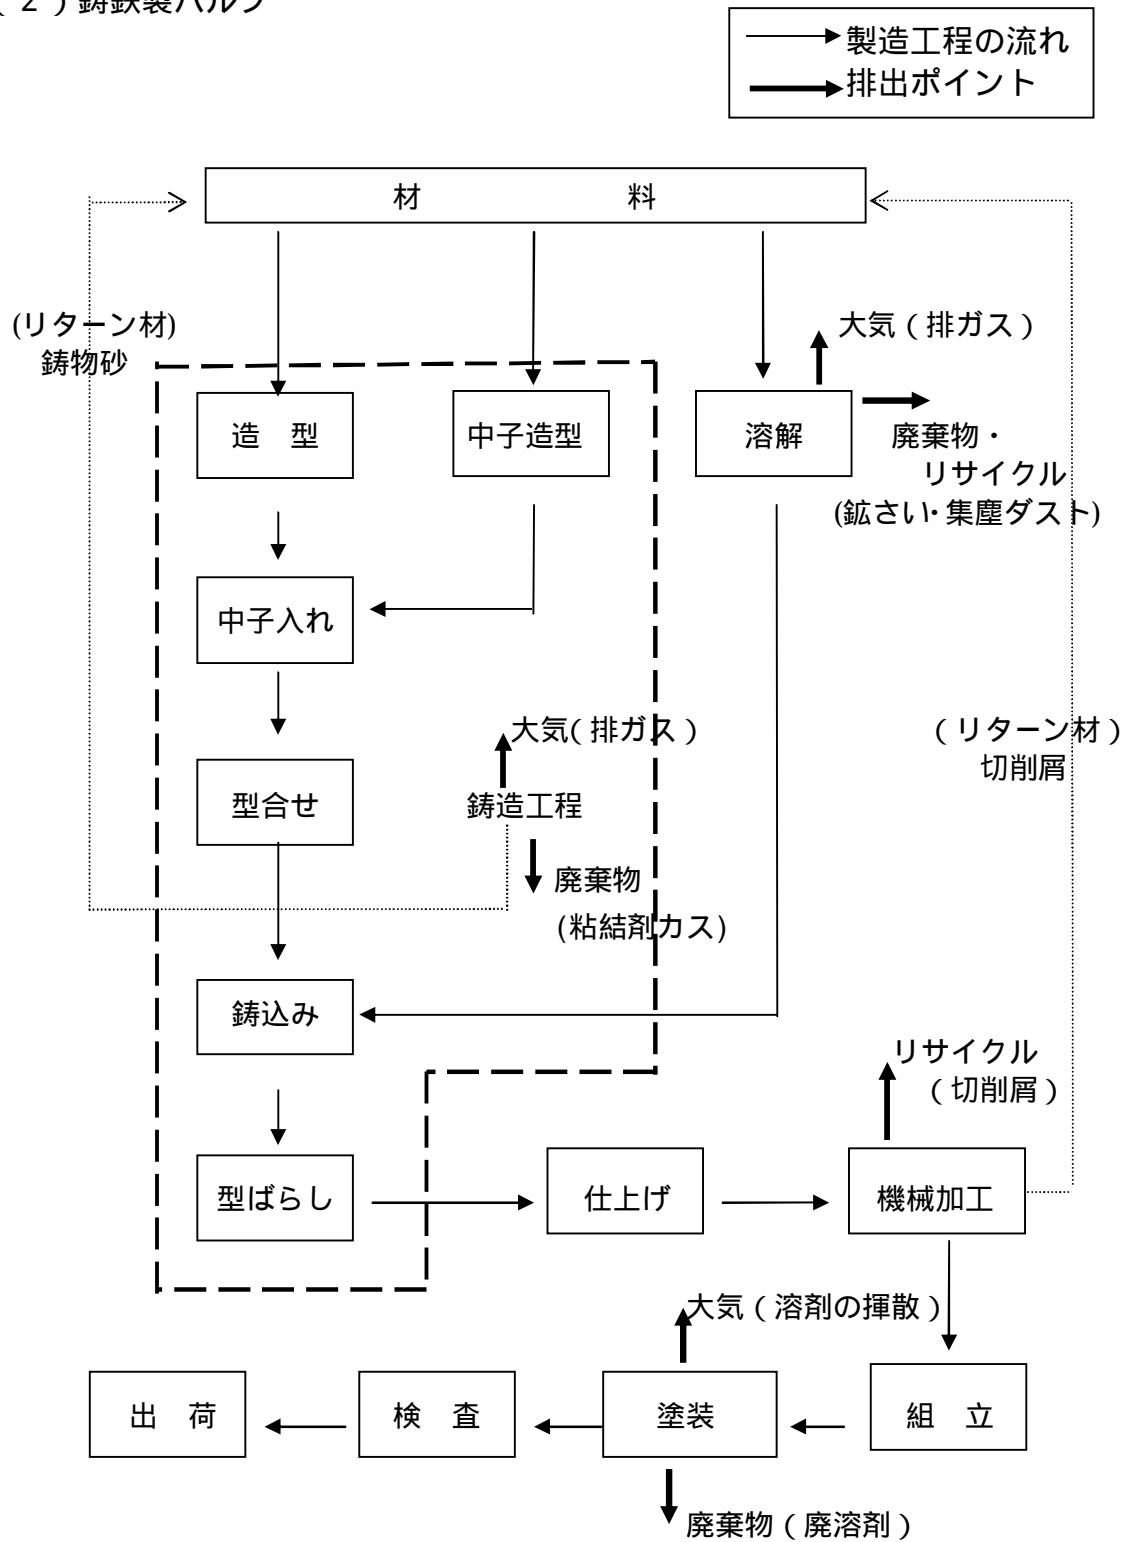 (２)鋳鉄製バルブ
製造工程の流れ
排出ポイント
材　　料
(リターン材)
鋳物砂
大気（排ガス）
造　型
中子造型
溶解
廃棄物・
リサイクル
(鉱さい・集塵ダスト)
中子入れ
大気（排ガス）
(リターン材)
切削屑
型合せ
鋳造工程
廃棄物
(粘結剤カス)
鋳込み
リサイクル
（切削屑）
型ばらし
仕上げ
機械加工
大気（溶剤の揮散）
出　荷
検　査
塗装
組　立
廃棄物（廃溶剤）